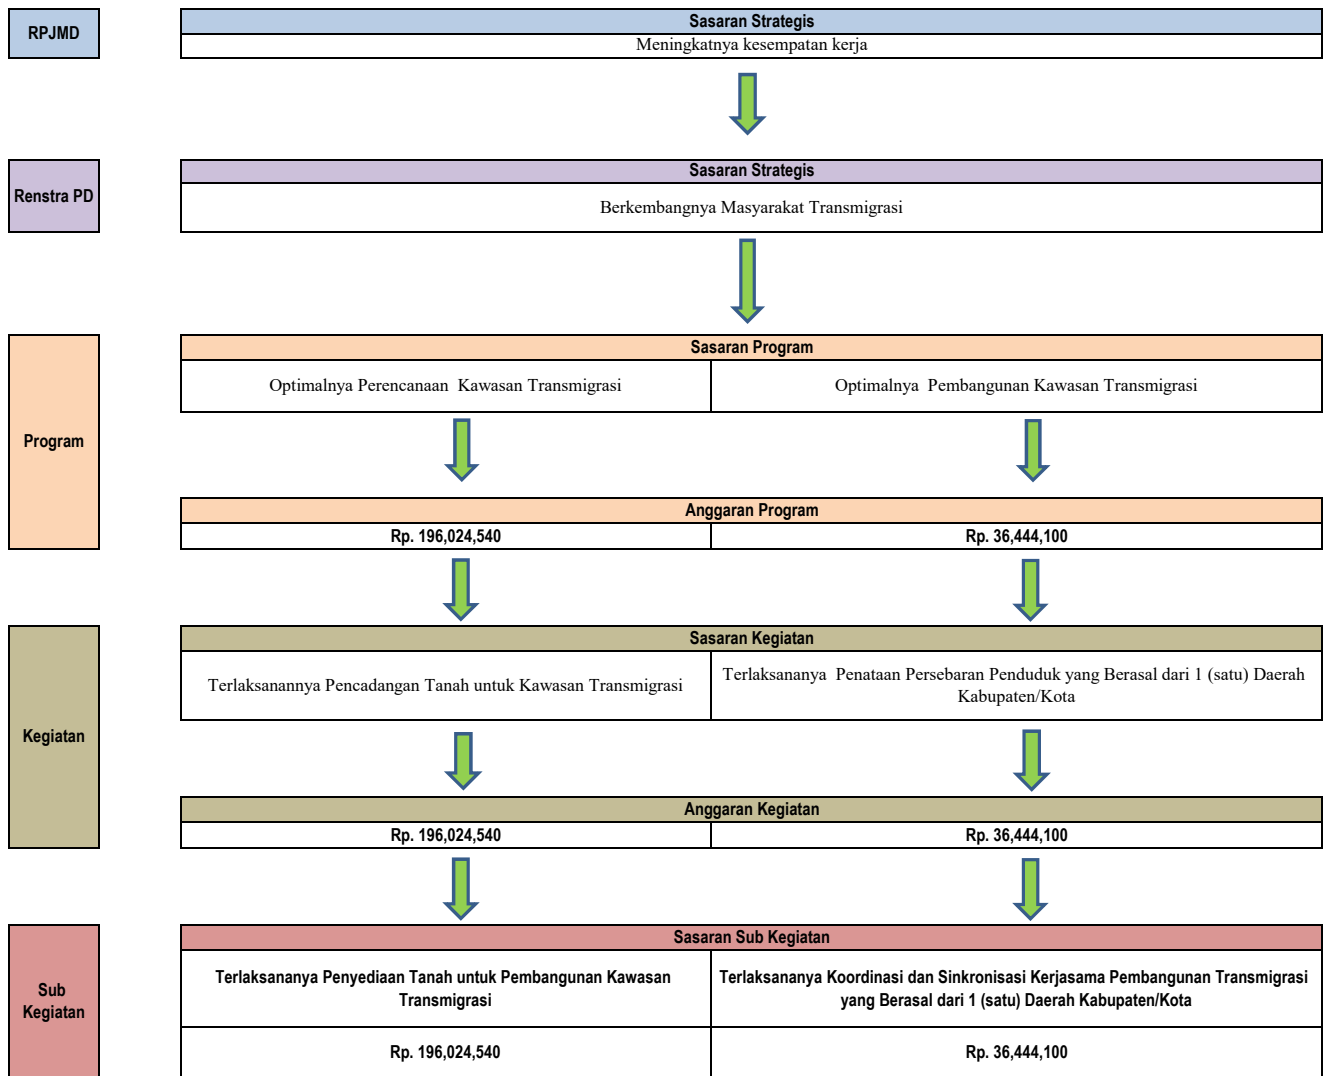 RPJMD
Sasaran Strategis
Meningkatnya kesempatan kerja
Renstra PD
Sasaran Strategis
Berkembangnya Masyarakat Transmigrasi
Program
Sasaran Program
Optimalnya Perencanaan Kawasan Transmigrasi
Optimalnya Pembangunan Kawasan Transmigrasi
Anggaran Program
Rp. 196,024,540
Rp. 36,444,100
Kegiatan
Sasaran Kegiatan
Terlaksanannya Pencadangan Tanah untuk Kawasan Transmigrasi
Terlaksananya Penataan Persebaran Penduduk yang Berasal dari 1 (satu) Daerah
Kabupaten/Kota
Anggaran Kegiatan
Rp. 196,024,540
Rp. 36,444,100
Sub
Kegiatan
Sasaran Sub Kegiatan
Terlaksananya Penyediaan Tanah untuk Pembangunan Kawasan
Transmigrasi
Terlaksananya Koordinasi dan Sinkronisasi Kerjasama Pembangunan Transmigrasi
yang Berasal dari 1 (satu) Daerah Kabupaten/Kota
Rp. 196,024,540
Rp. 36,444,100